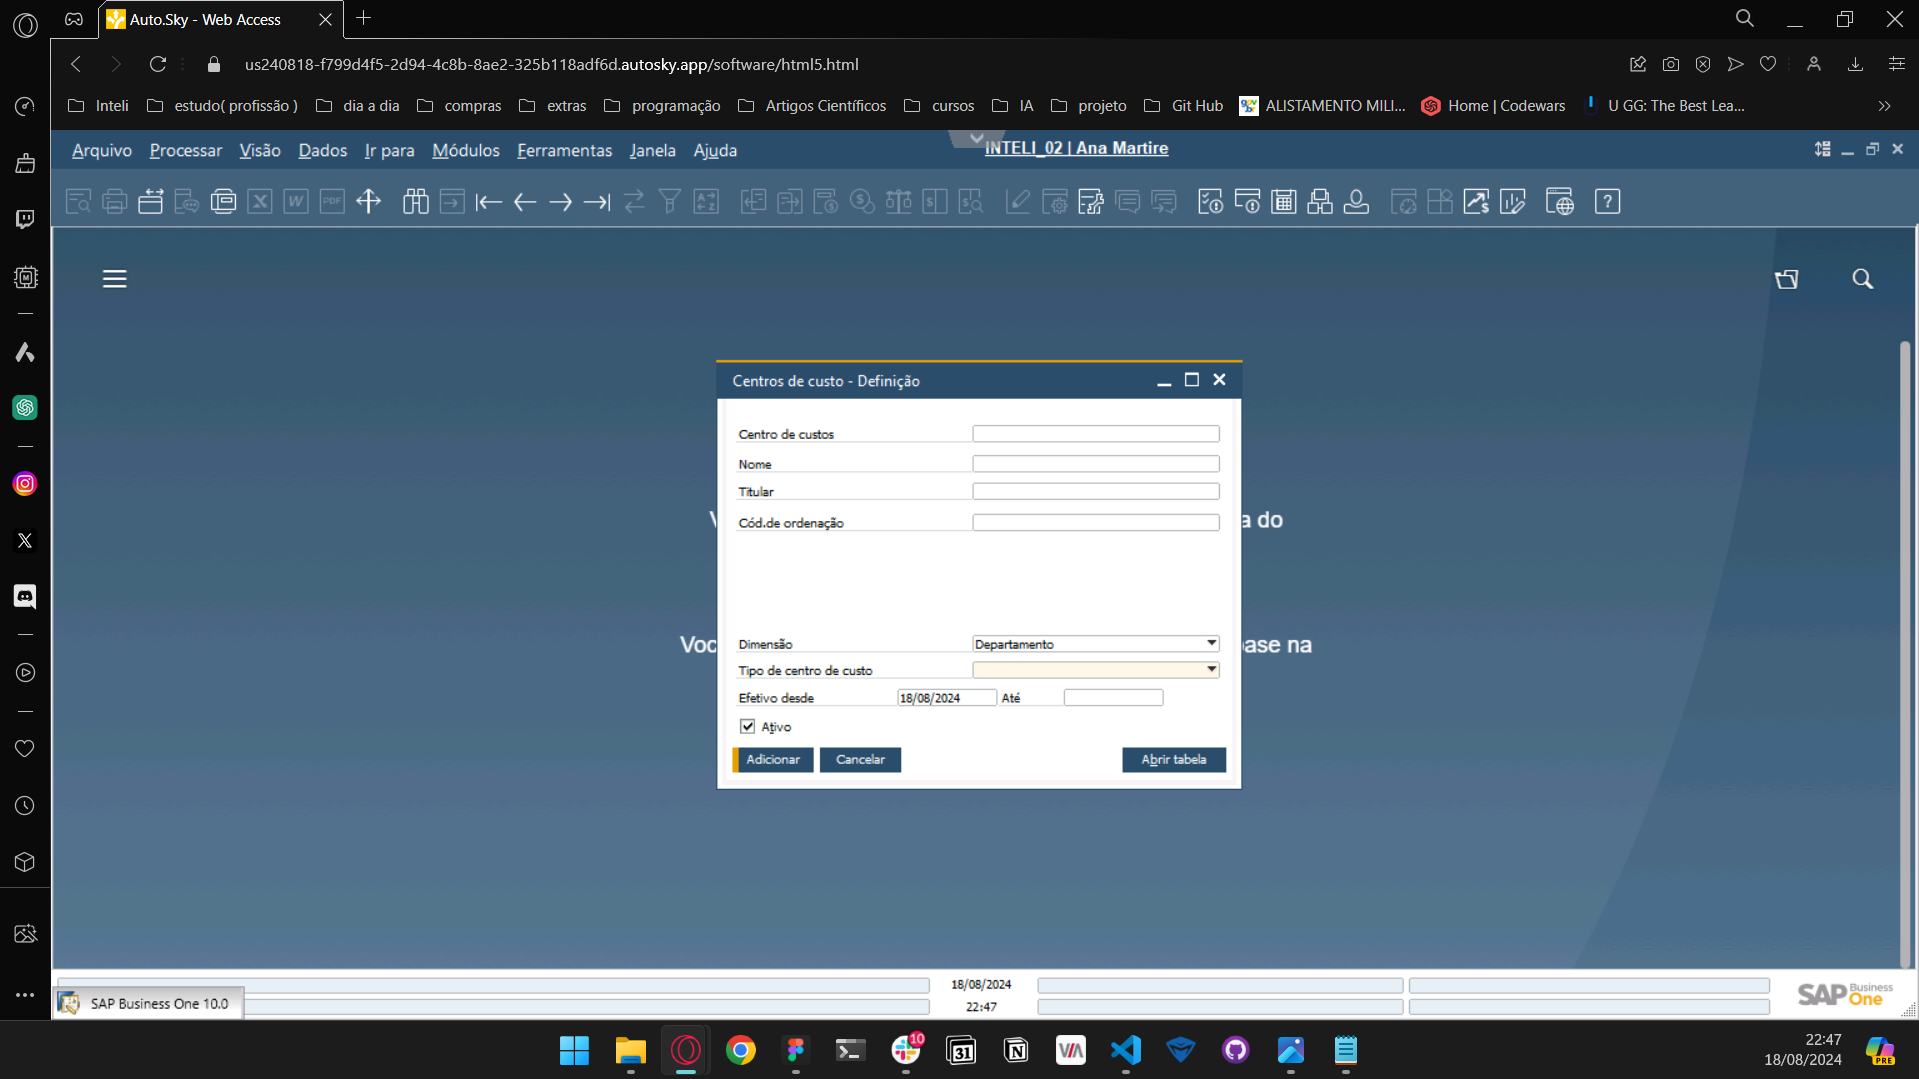 Auto.Sky - Web Access
us240818-f799d4f5-2d94-4c8b-8ae2-325b118adf6d.autosky.app/software/html5.html
Inteli estudo( profissão ) dia a dia compras extras programação Artigos Científicos cursos IA projeto Git Hub ALISTAMENTO MILI... Home | Codewars U GG: The Best Lea...
Arquivo Processar Visão Dados Ir para Módulos Ferramentas Janela Ajuda INTELI_02 | Ana Martire
Centros de custo - Definição
Centro de custos
Nome
Titular
Cód.de ordenação
a do
Voc
ase na
Dimensão Departamento
Tipo de centro de custo
Efetivo desde 18/08/2024 Até
Ativo
Adicionar Cancelar Abrir tabela
18/08/2024
22:47
SAP Business One 10.0
SAP Business One
10
31
VIA
PRE
22:47
18/08/2024